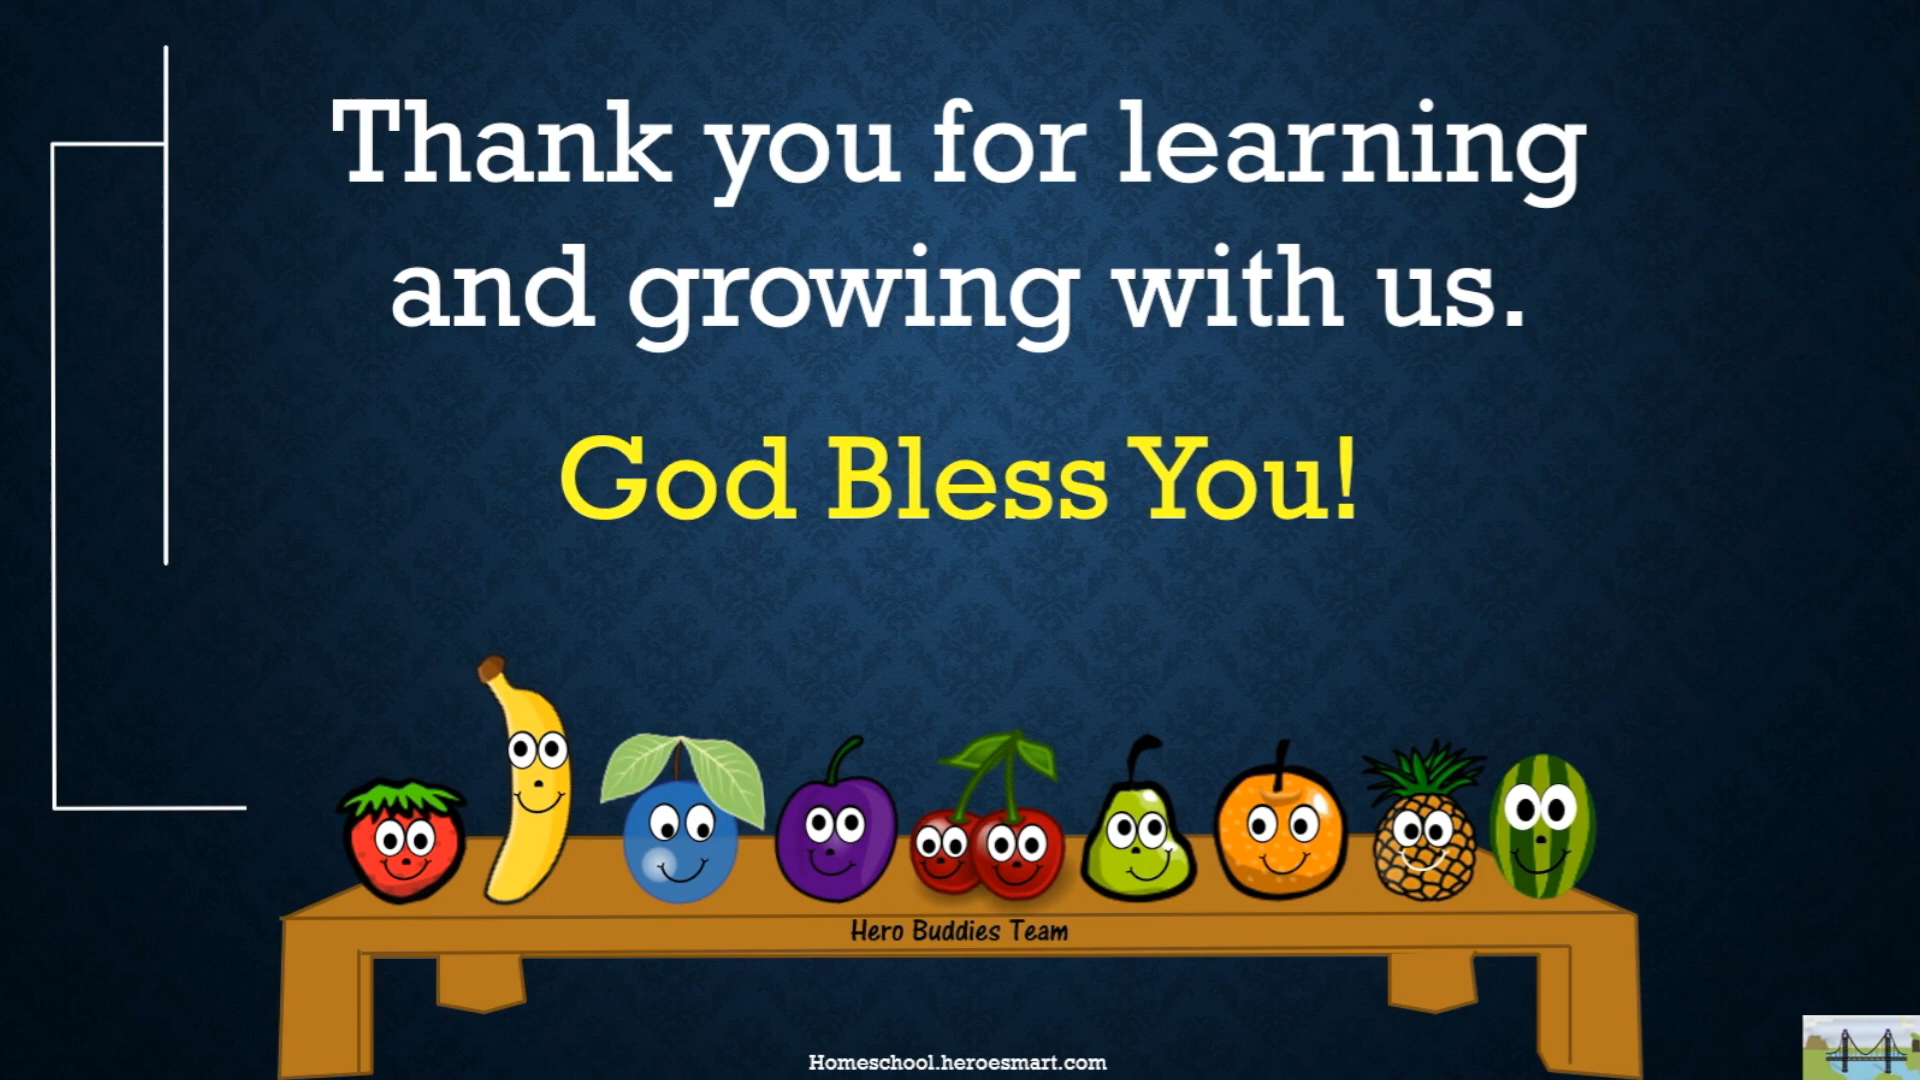 Thank you for learning
and growing with us.
God Bless You!
Hero Buddies Team
Homeschool.heroesmart.com